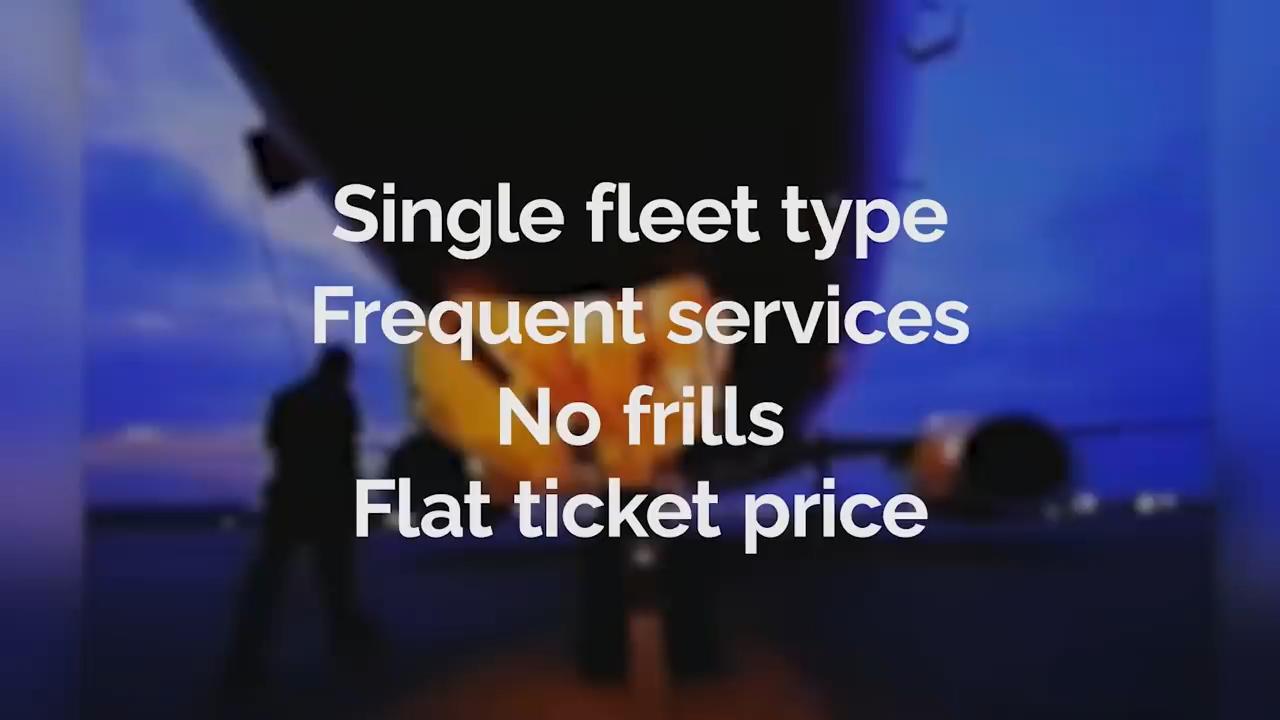 Single fleet type
Frequent services
No frills
Flat ticket price